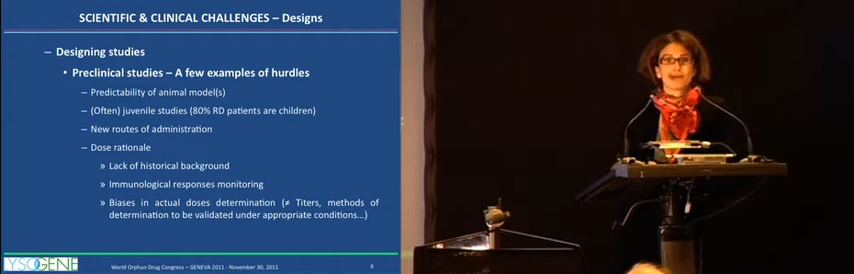 SCIENTIFIC & CLINICAL CHALLENGES – Designs
– Designing studies
• Preclinical studies – A few examples of hurdles
– Predictability of animal model(s)
– (Often) juvenile studies (80% RD patients are children)
– New routes of administration
– Dose rationale
» Lack of historical background
» Immunological responses monitoring
» Biases in actual doses determination (≠ Titers, methods of
determination to be validated under appropriate conditions…)
LYSOGENE
World Orphan Drug Congress – GENEVA 2011 - November 30, 2011
6